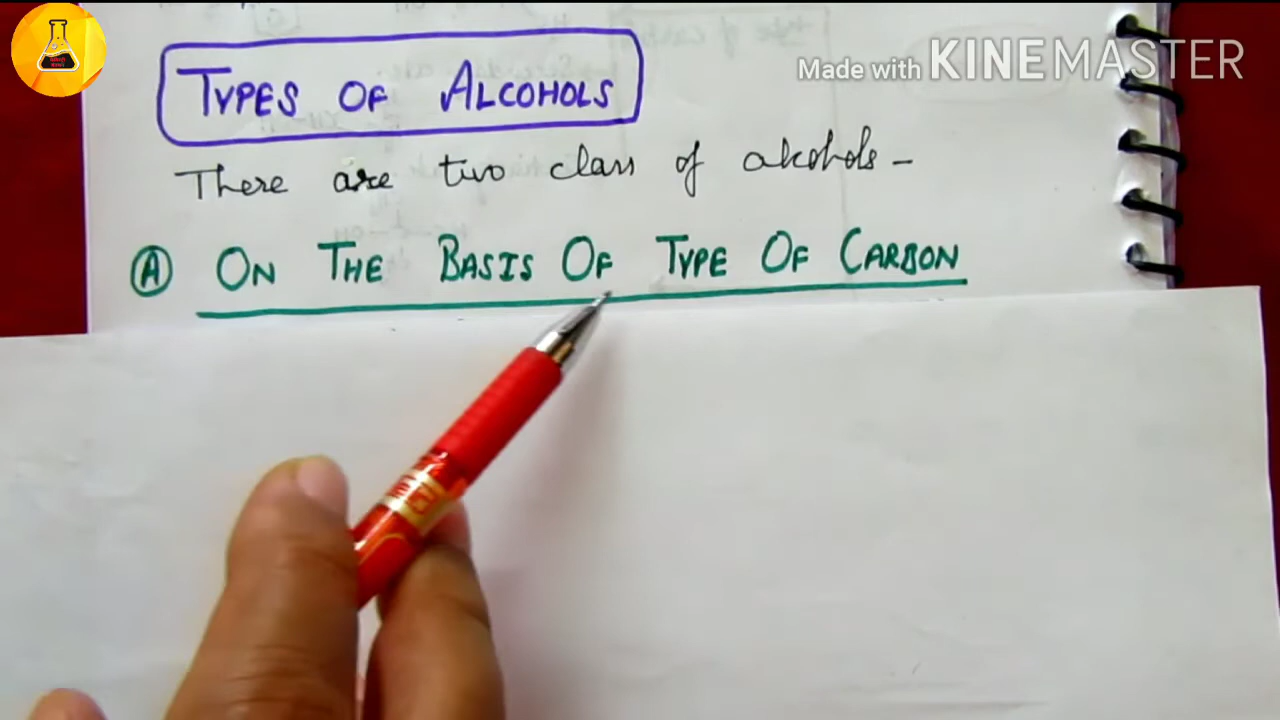 Made with KINEMASTER
TYPES OF ALCOHOLS
There are two class of alcohols -
(A) ON THE BASIS OF TYPE OF CARBON